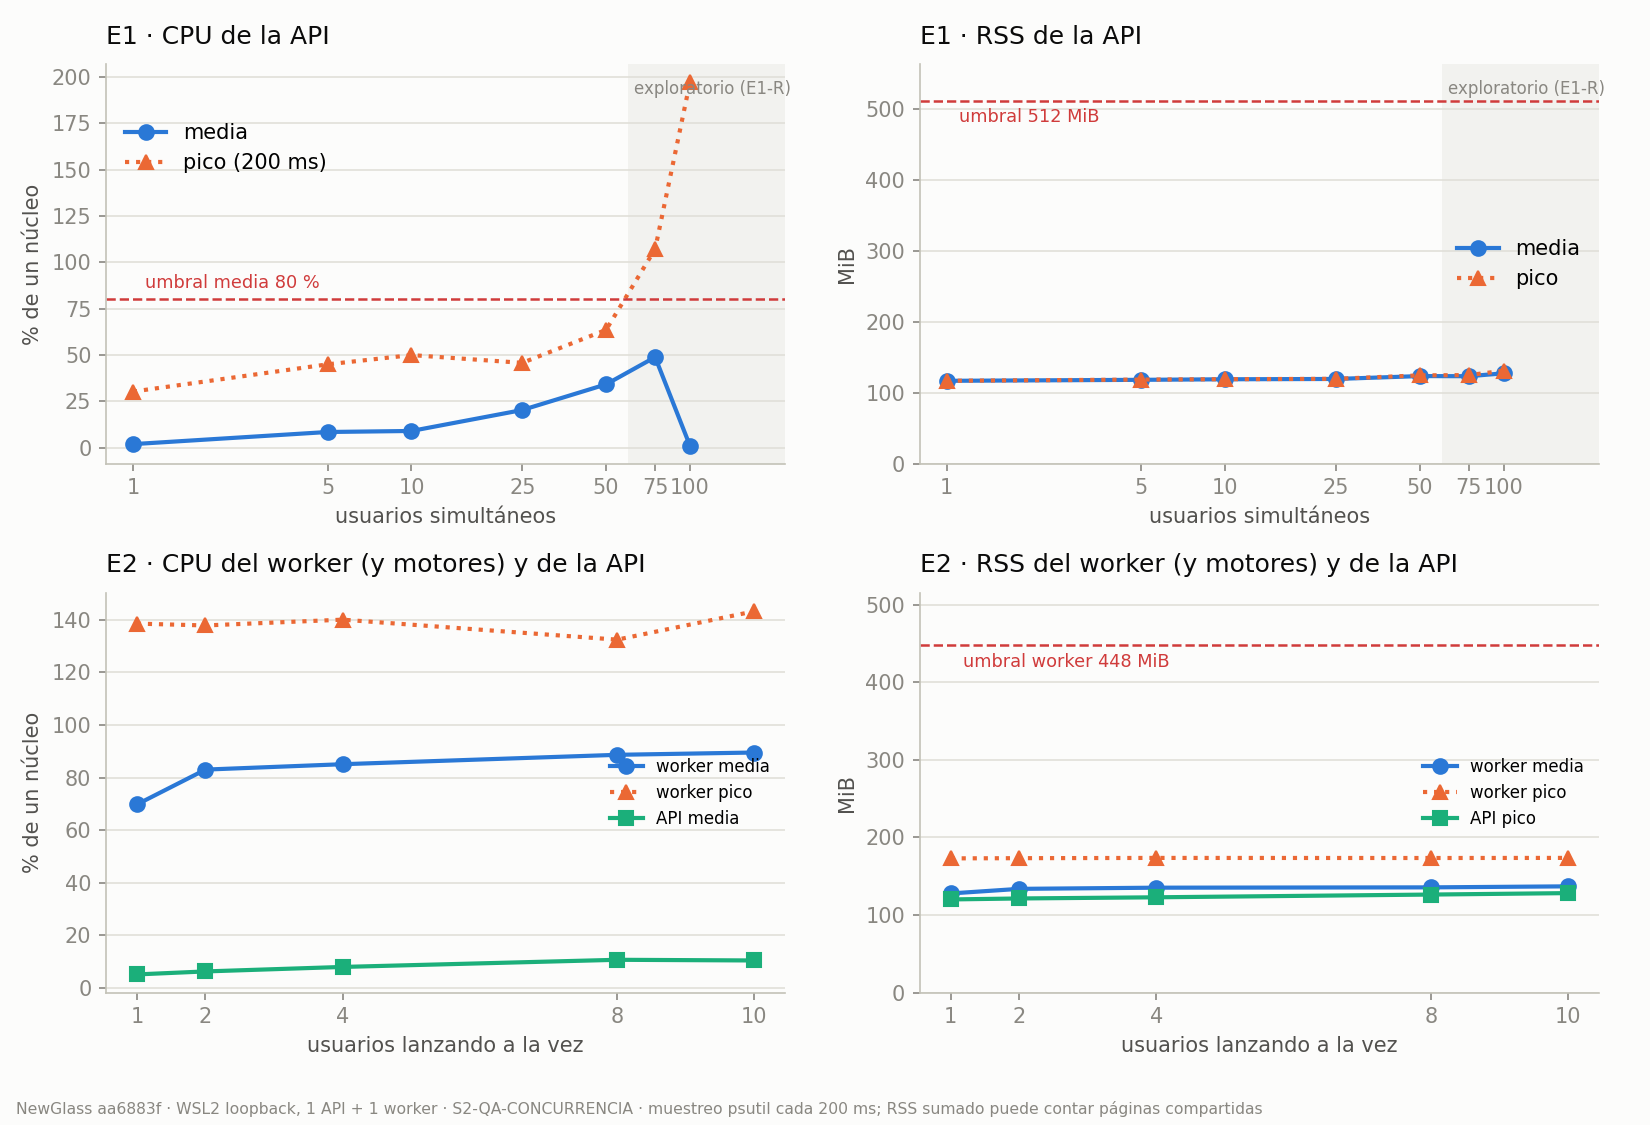 E1 · CPU de la API
% de un núcleo
200
175
150
125
100
75
50
25
0
exploratorio (E1-R)
media
pico (200 ms)
umbral media 80 %
1 5 10 25 50 75 100
usuarios simultáneos
E1 · RSS de la API
MiB
500
400
300
200
100
0
exploratorio (E1-R)
umbral 512 MiB
media
pico
1 5 10 25 50 75 100
usuarios simultáneos
E2 · CPU del worker (y motores) y de la API
% de un núcleo
140
120
100
80
60
40
20
0
worker media
worker pico
API media
1 2 4 8 10
usuarios lanzando a la vez
E2 · RSS del worker (y motores) y de la API
MiB
500
400
300
200
100
0
umbral worker 448 MiB
worker media
worker pico
API pico
1 2 4 8 10
usuarios lanzando a la vez
NewGlass aa6883f · WSL2 loopback, 1 API + 1 worker · S2-QA-CONCURRENCIA · muestreo psutil cada 200 ms; RSS sumado puede contar páginas compartidas